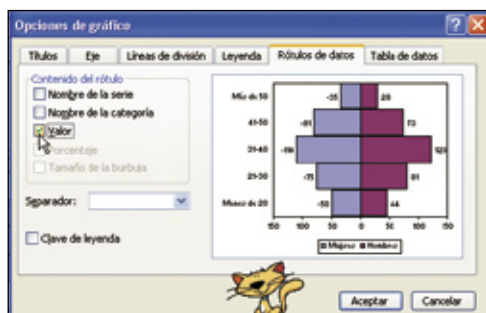 Opciones de gráfico
Títulos
Eje
Líneas de división
Leyenda
Rótulos de datos
Tabla de datos
Contenido del rótulo
Nombre de la serie
Nombre de la categoría
Valor
Porcentaje
Tamaño de la burbuja
Separador:
Clave de leyenda
Más de 50
-35
28
41-50
-81
73
31-40
21-30
-75
81
Menos de 20
-50
44
150
100
50
0
50
100
150
Mujeres
Hombres
Aceptar
Cancelar